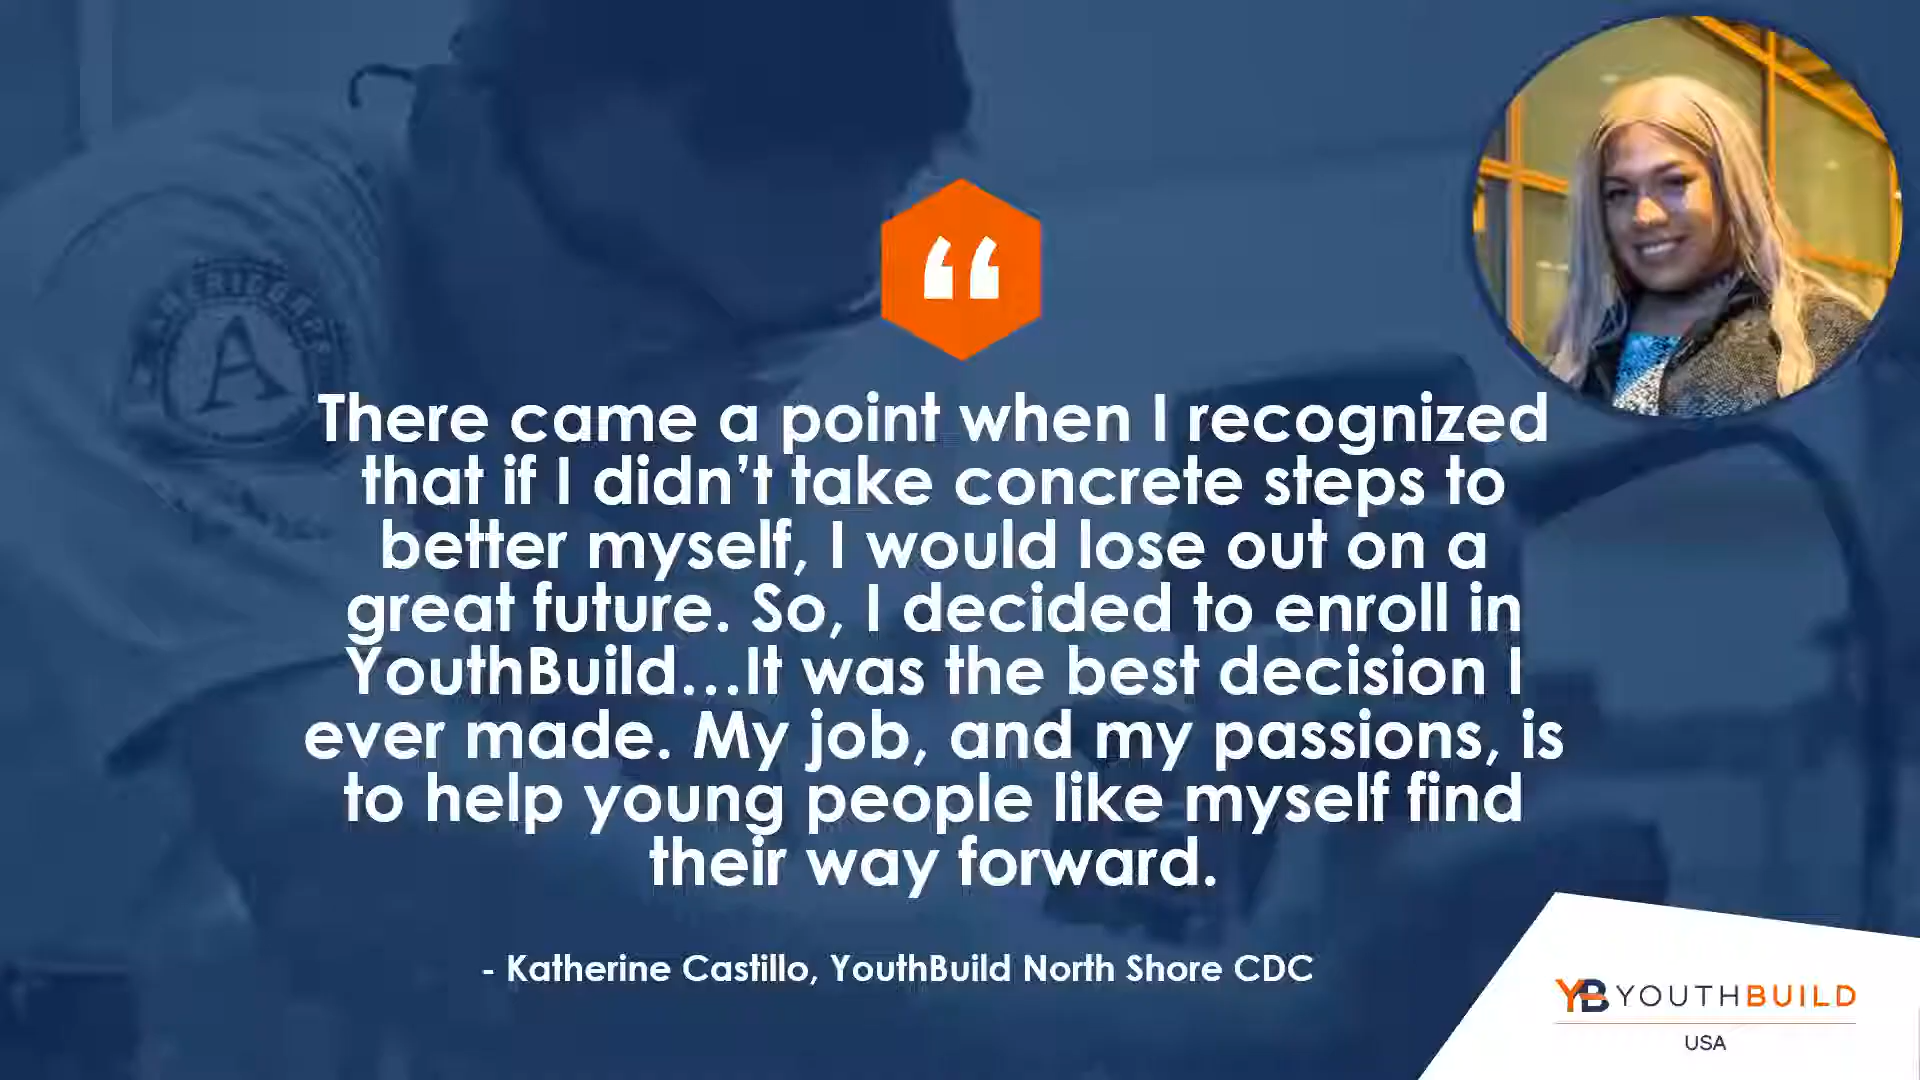 AMERICORPS
A
“
There came a point when I recognized
that if I didn’t take concrete steps to
better myself, I would lose out on a
great future. So, I decided to enroll in
YouthBuild…It was the best decision I
ever made. My job, and my passions, is
to help young people like myself find
their way forward.
- Katherine Castillo, YouthBuild North Shore CDC
YB YOUTHBUILD
USA